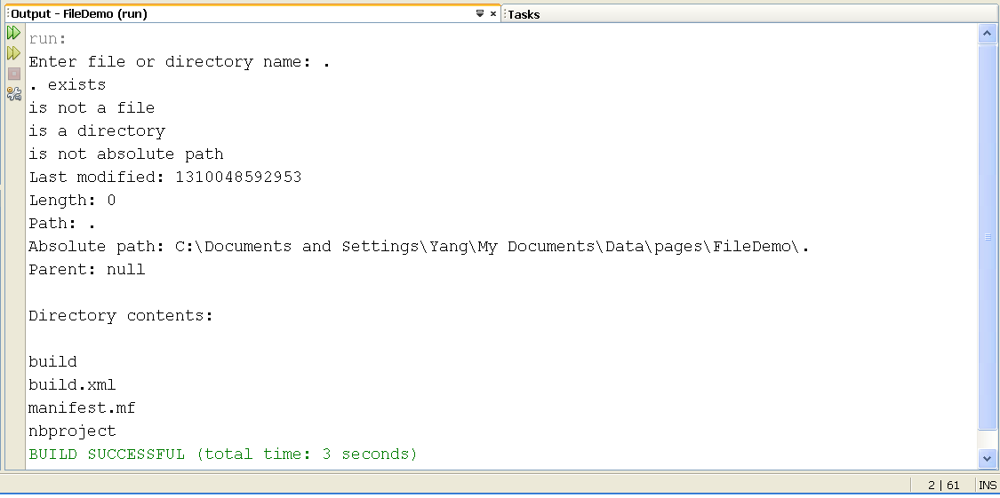 Output - FileDemo (run)
Tasks
run:
Enter file or directory name: .
. exists
is not a file
is a directory
is not absolute path
Last modified: 1310048592953
Length: 0
Path: .
Absolute path: C:\Documents and Settings\Yang\My Documents\Data\pages\FileDemo\.
Parent: null
Directory contents:
build
build.xml
manifest.mf
nbproject
BUILD SUCCESSFUL (total time: 3 seconds)
2 | 61 INS